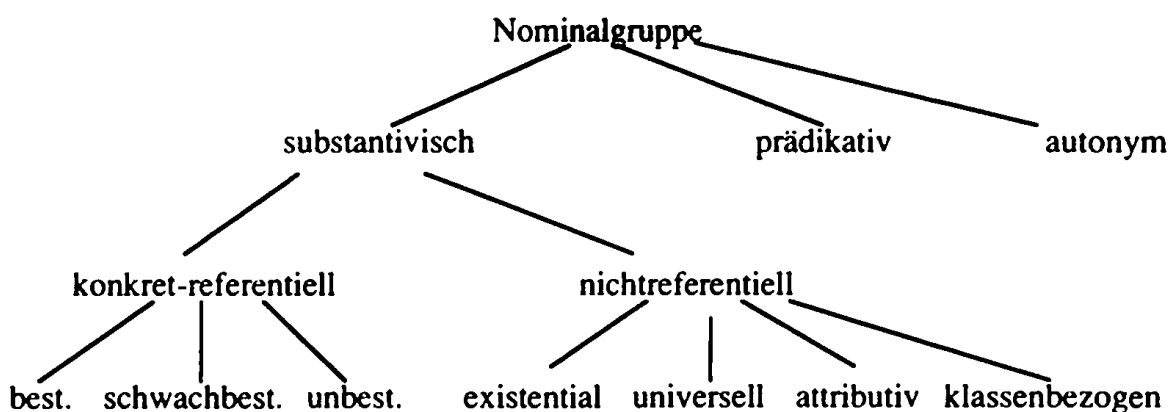 Nominalgruppe
substantivisch prädikativ autonym
konkret-referentiell nichtreferentiell
best. schwachbest. unbest. existential universell attributiv klassenbezogen